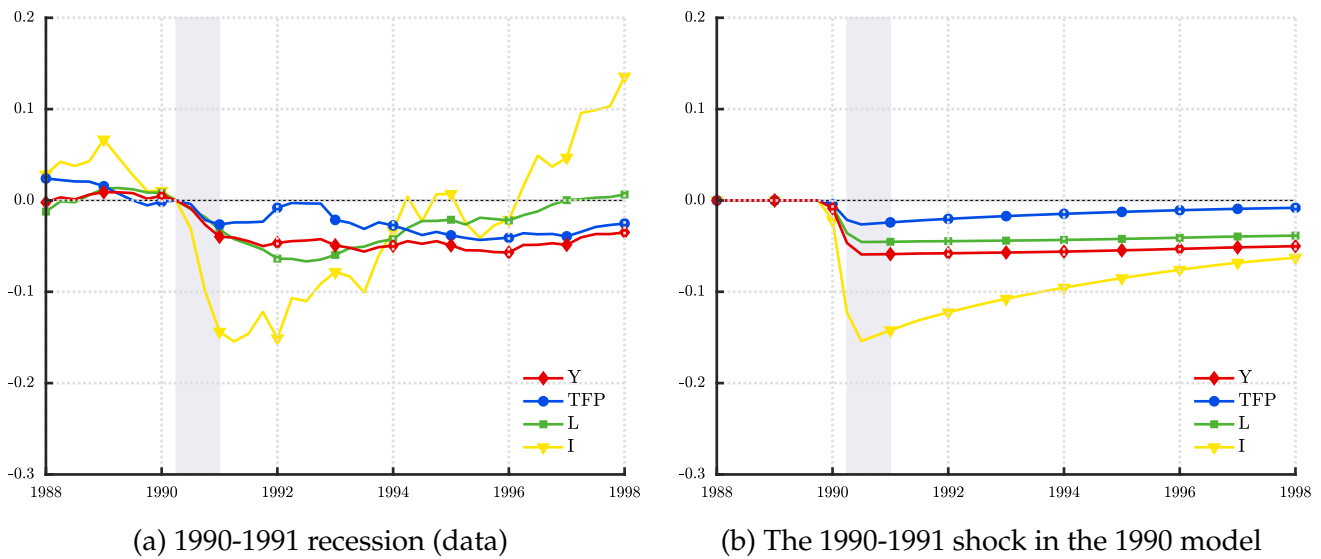 0.2
0.1
0.0
-0.1
-0.2
-0.3
1988 1990 1992 1994 1996 1998
Y
TFP
L
I
(a) 1990-1991 recession (data)
0.2
0.1
0.0
-0.1
-0.2
-0.3
1988 1990 1992 1994 1996 1998
Y
TFP
L
I
(b) The 1990-1991 shock in the 1990 model